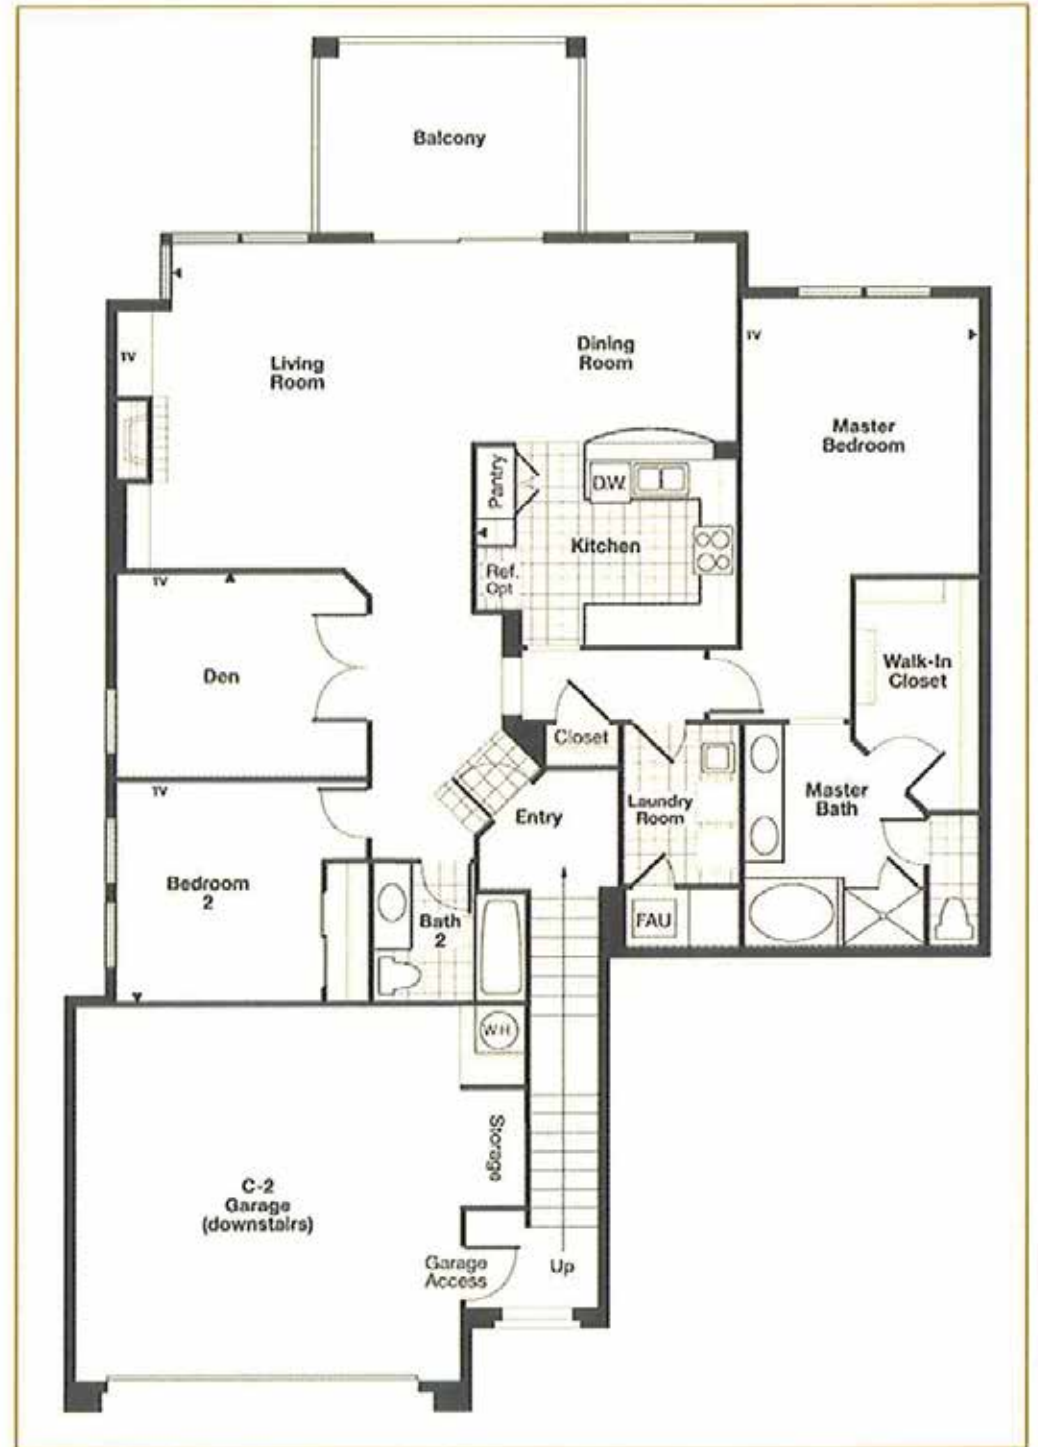 Balcony
TV
Living
Room
Dining
Room
TV
Master
Bedroom
Pantry
D.W.
Kitchen
Ref.
Opt
TV
Den
Walk-In
Closet
Closet
TV
Entry
Laundry
Room
Master
Bath
Bedroom
2
Bath
2
FAU
W.H.
Storage
C-2
Garage
(downstairs)
Garage
Access
Up